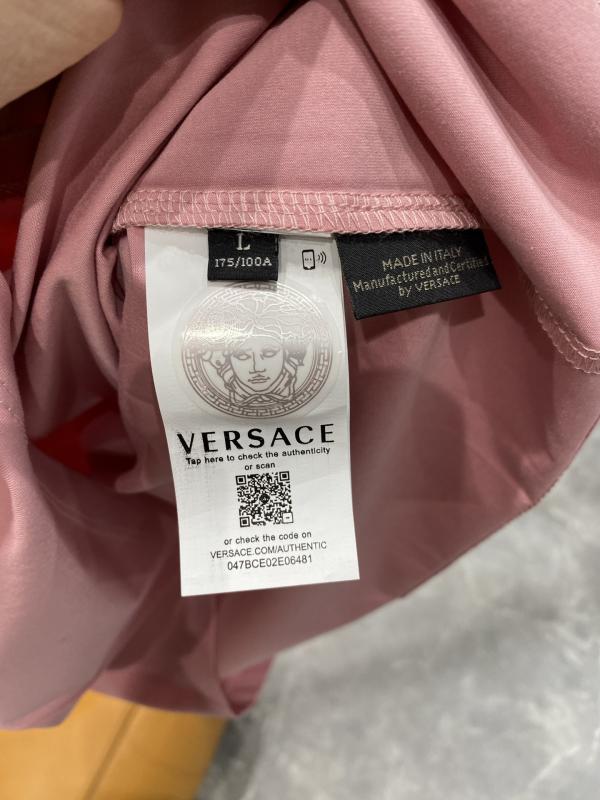 L
175/100A
MADE IN ITALY
Manufactured and Certified
by VERSACE
VERSACE
Tap here to check the authenticity
or scan
or check the code on
VERSACE.COM/AUTHENTIC
047BCE02E06481